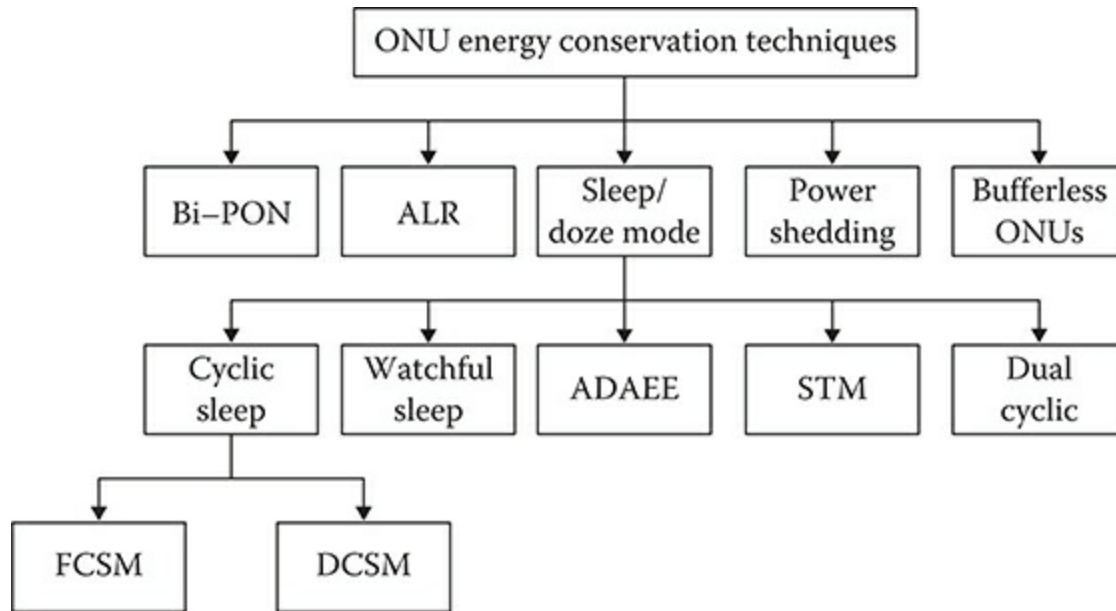 ONU energy conservation techniques
Bi–PON
ALR
Sleep/
doze mode
Power
shedding
Bufferless
ONUs
Cyclic
sleep
Watchful
sleep
ADAEE
STM
Dual
cyclic
FCSM
DCSM